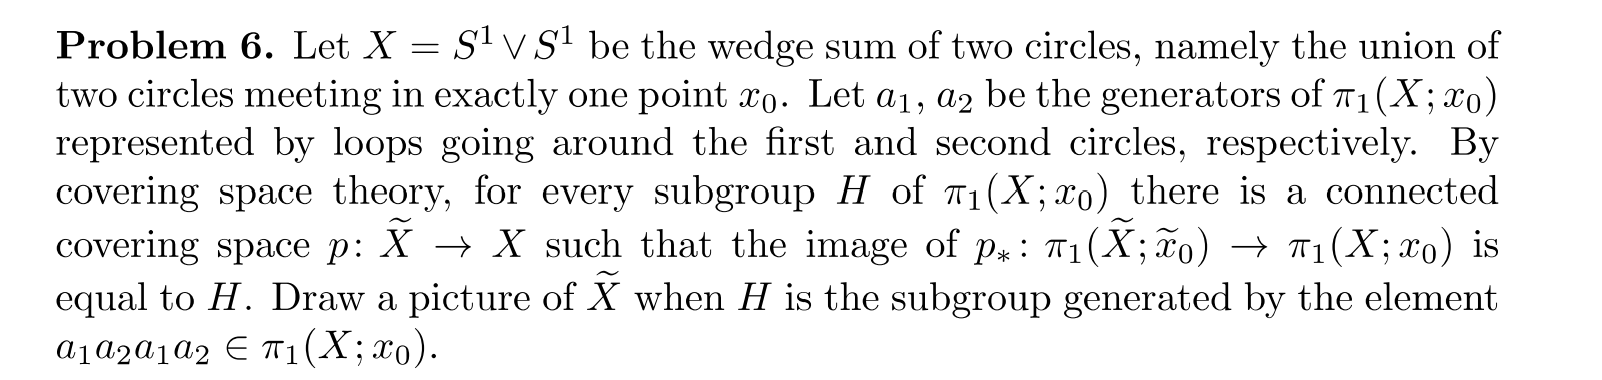 Problem 6. Let X = S¹ ∨ S¹ be the wedge sum of two circles, namely the union of
two circles meeting in exactly one point x₀. Let a₁, a₂ be the generators of π₁(X; x₀)
represented by loops going around the first and second circles, respectively. By
covering space theory, for every subgroup H of π₁(X; x₀) there is a connected
covering space p: X̃ → X such that the image of p∗: π₁(X̃; x̃₀) → π₁(X; x₀) is
equal to H. Draw a picture of X̃ when H is the subgroup generated by the element
a₁a₂a₁a₂ ∈ π₁(X; x₀).